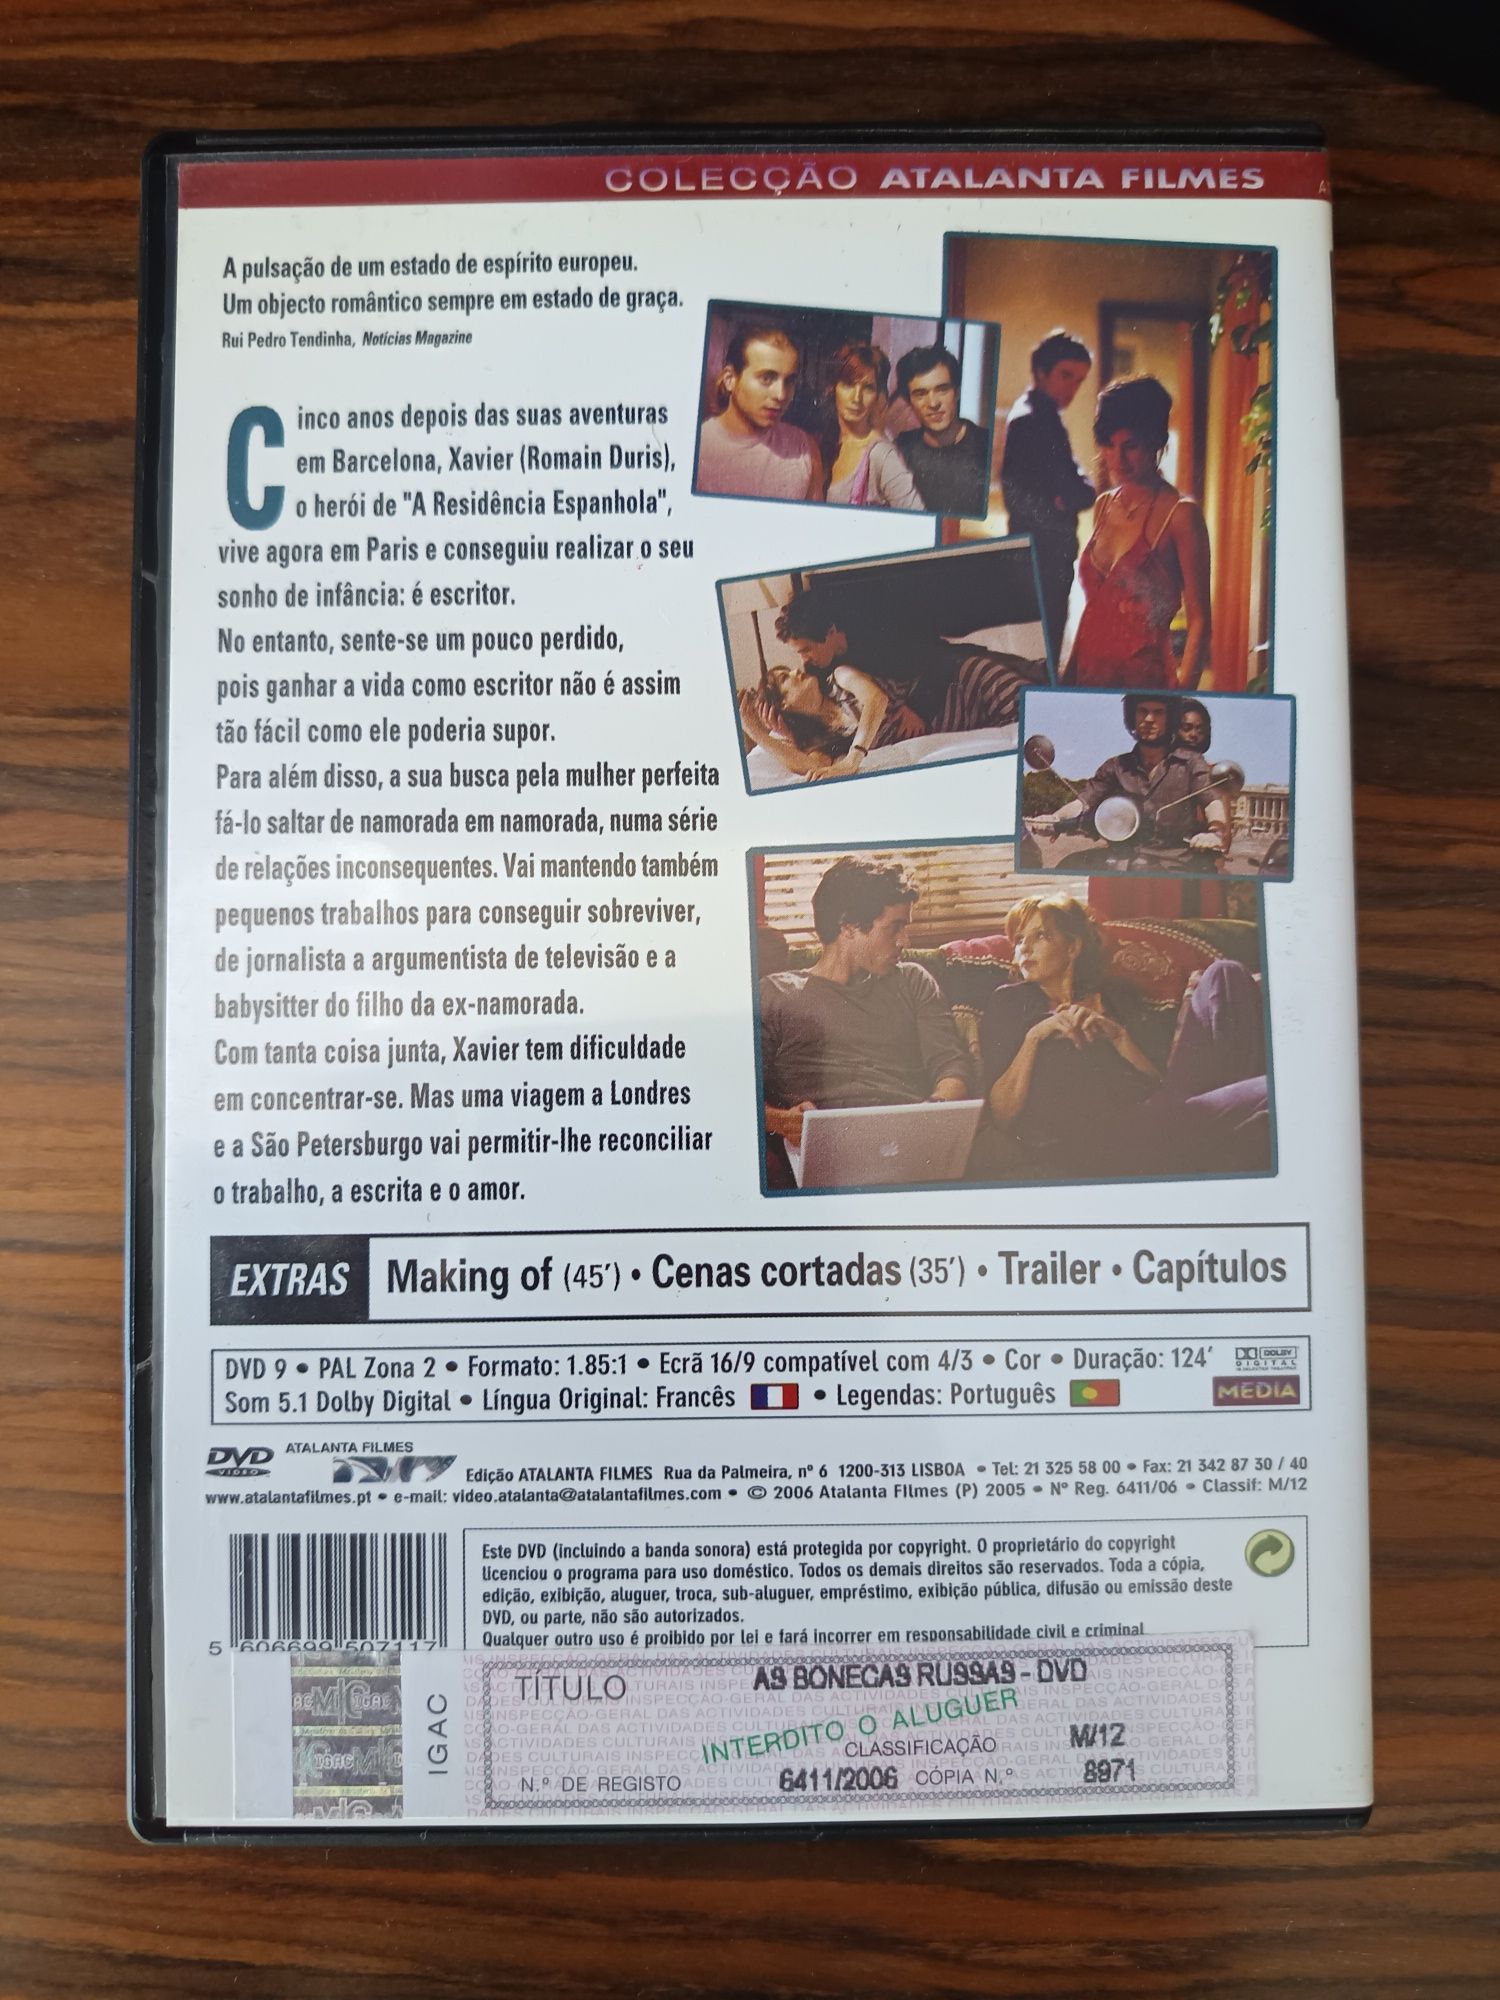 COLECÇÃO ATALANTA FILMES
A pulsação de um estado de espírito europeu.
Um objecto romântico sempre em estado de graça.
Rui Pedro Tendinha, Notícias Magazine
Cinco anos depois das suas aventuras
em Barcelona, Xavier (Romain Duris),
o herói de "A Residência Espanhola",
vive agora em Paris e conseguiu realizar o seu
sonho de infância: é escritor.
No entanto, sente-se um pouco perdido,
pois ganhar a vida como escritor não é assim
tão fácil como ele poderia supor.
Para além disso, a sua busca pela mulher perfeita
fá-lo saltar de namorada em namorada, numa série
de relações inconsequentes. Vai mantendo também
pequenos trabalhos para conseguir sobreviver,
de jornalista a argumentista de televisão e a
babysitter do filho da ex-namorada.
Com tanta coisa junta, Xavier tem dificuldade
em concentrar-se. Mas uma viagem a Londres
e a São Petersburgo vai permitir-lhe reconciliar
o trabalho, a escrita e o amor.
EXTRAS Making of (45') • Cenas cortadas (35') • Trailer • Capítulos
DVD 9 • PAL Zona 2 • Formato: 1.85:1 • Ecrã 16/9 compatível com 4/3 • Cor • Duração: 124' DOLBY DIGITAL
Som 5.1 Dolby Digital • Língua Original: Francês • Legendas: Português MEDIA
DVD VIDEO ATALANTA FILMES
Edição ATALANTA FILMES Rua da Palmeira, nº 6 1200-313 LISBOA • Tel: 21 325 58 00 • Fax: 21 342 87 30 / 40
www.atalantafilmes.pt • e-mail: video.atalanta@atalantafilmes.com • © 2006 Atalanta FIlmes (P) 2005 • Nº Reg. 6411/06 • Classif: M/12
Este DVD (incluindo a banda sonora) está protegida por copyright. O proprietário do copyright
licenciou o programa para uso doméstico. Todos os demais direitos são reservados. Toda a cópia,
edição, exibição, aluguer, troca, sub-aluguer, empréstimo, exibição pública, difusão ou emissão deste
DVD, ou parte, não são autorizados.
Qualquer outro uso é proibido por lei e fará incorrer em responsabilidade civil e criminal
5 606699 507117
IGAC
TÍTULO AS BONECAS RUSSAS - DVD
INTERDITO O ALUGUER
CLASSIFICAÇÃO M/12
N.º DE REGISTO 6411/2006 CÓPIA N.º 8971